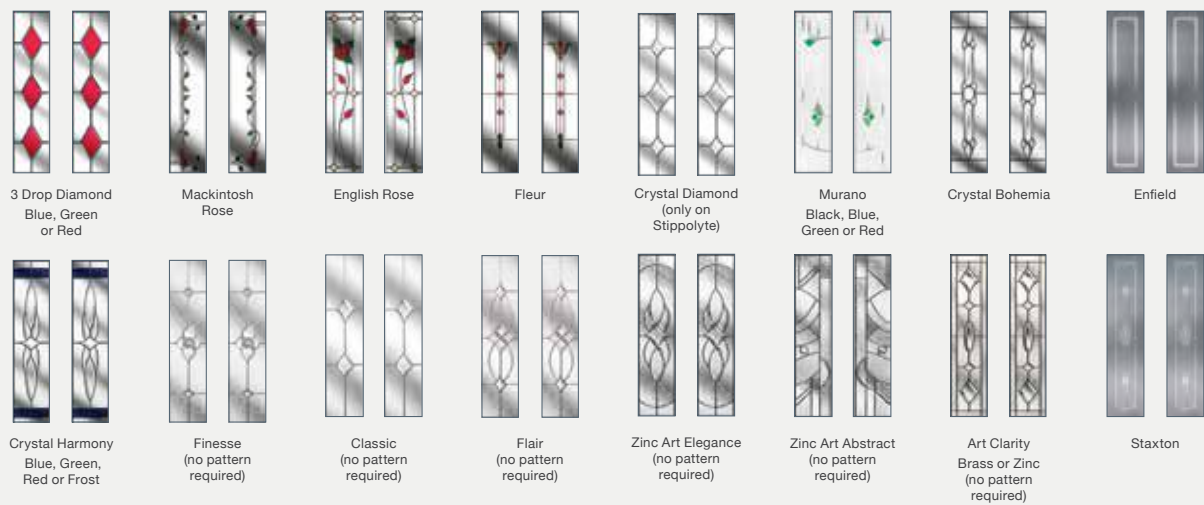 3 Drop Diamond
Blue, Green
or Red
Mackintosh
Rose
English Rose
Fleur
Crystal Diamond
(only on
Stippolyte)
Murano
Black, Blue,
Green or Red
Crystal Bohemia
Enfield
Crystal Harmony
Blue, Green,
Red or Frost
Finesse
(no pattern
required)
Classic
(no pattern
required)
Flair
(no pattern
required)
Zinc Art Elegance
(no pattern
required)
Zinc Art Abstract
(no pattern
required)
Art Clarity
Brass or Zinc
(no pattern
required)
Staxton